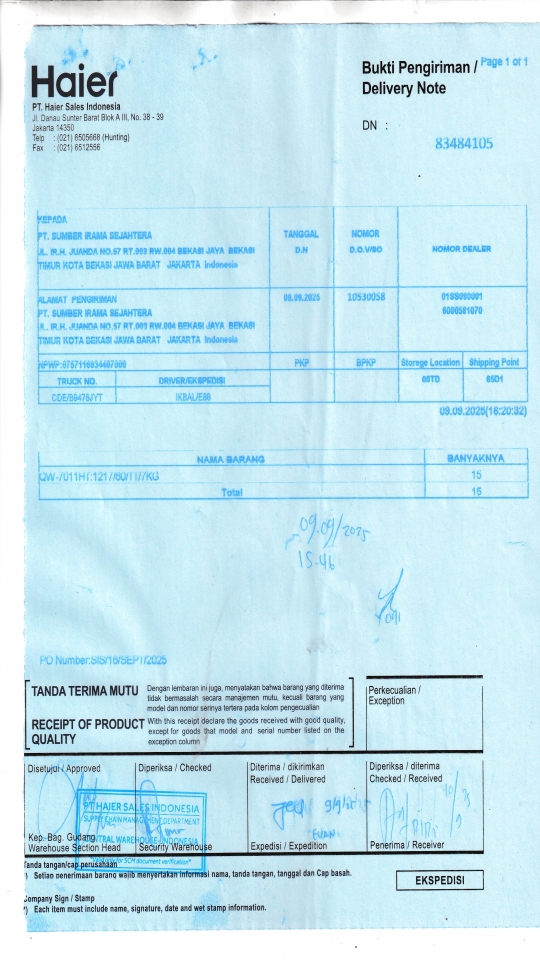 Haier
PT. Haier Sales Indonesia
Jl. Danau Sunter Barat Blok A III, No. 38 - 39
Jakarta 14350
Telp : (021) 6505668 (Hunting)
Fax : (021) 6512556
Bukti Pengiriman /
Delivery Note
Page 1 of 1
DN :
83484105
KEPADA
PT. SUMBER IRAMA SEJAHTERA
JL. IR.H. JUANDA NO.57 RT.003 RW.004 BEKASI JAYA BEKASI
TIMUR KOTA BEKASI JAWA BARAT JAKARTA Indonesia
TANGGAL
D.N
NOMOR
D.O.V/SO
NOMOR DEALER
ALAMAT PENGIRIMAN
PT. SUMBER IRAMA SEJAHTERA
JL. IR.H. JUANDA NO.57 RT.003 RW.004 BEKASI JAYA BEKASI
TIMUR KOTA BEKASI JAWA BARAT JAKARTA Indonesia
09.09.2025
10530058
6000581070
PKP
BPKP
Storege Location
Shipping Point
TRUCK NO.
DRIVER/EKSPEDISI
IKBAL/E88
65D1
09.09.2025(16:20:32)
NAMA BARANG
BANYAKNYA
15
Total
15
09.09/2025
15.46
PO Number:SIS/16/SEPT/2025
TANDA TERIMA MUTU
Dengan lembaran ini juga, menyatakan bahwa barang yang diterima
tidak bermasalah secara manajemen mutu, kecuali barang yang
model dan nomor serinya tertera pada kolom pengecualian
RECEIPT OF PRODUCT
QUALITY
With this receipt declare the goods received with good quality,
except for goods that model and serial number listed on the
exception column
Perkecualian /
Exception
Disetujui / Approved
Diperiksa / Checked
Diterima / dikirimkan
Received / Delivered
Diperiksa / diterima
Checked / Received
PT HAIER SALES INDONESIA
SUPPLY CHAIN MANAGEMENT DEPARTMENT
CENTRAL WAREHOUSE INDONESIA
Kep. Bag. Gudang
Warehouse Section Head
Security Warehouse
Expedisi / Expedition
Penerima / Receiver
Tanda tangan/cap perusahaan
*) Setiap penerimaan barang wajib menyertakan informasi nama, tanda tangan, tanggal dan Cap basah.
EKSPEDISI
Company Sign / Stamp
*) Each item must include name, signature, date and wet stamp information.